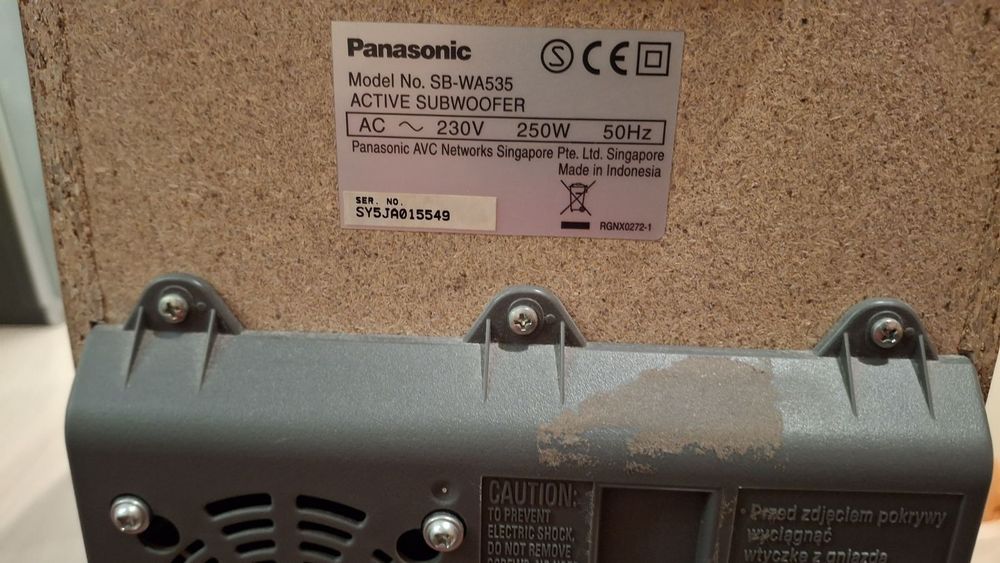 Panasonic
S CE
Model No. SB-WA535
ACTIVE SUBWOOFER
AC ~ 230V 250W 50Hz
Panasonic AVC Networks Singapore Pte. Ltd. Singapore
Made in Indonesia
SER. NO.
SY5JA015549
RGNX0272-1
CAUTION:
TO PREVENT
ELECTRIC SHOCK,
DO NOT REMOVE
• Przed zdjęciem pokrywy
wyciągnąć
wtyczkę z gniazda